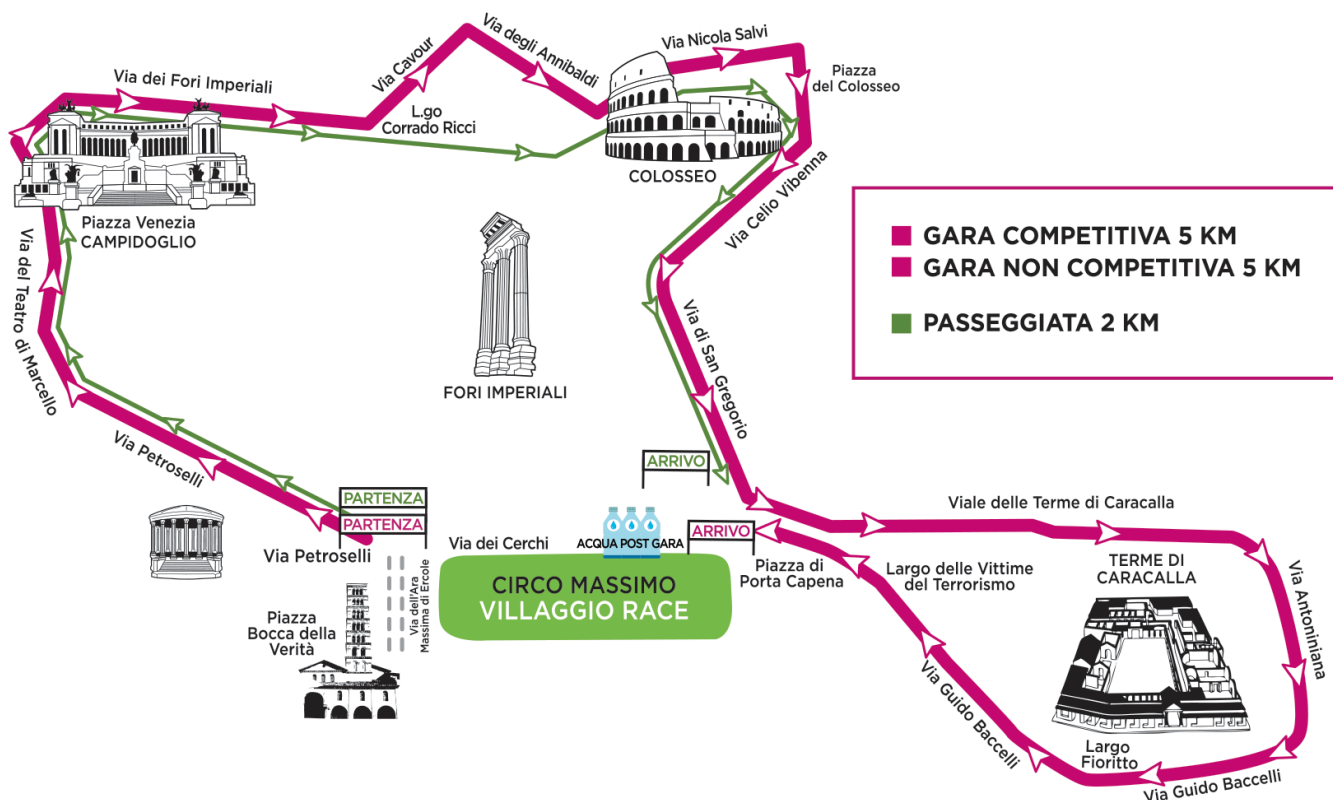 Via dei Fori Imperiali
Via Cavour
Via degli Annibaldi
L.go
Corrado Ricci
Via Nicola Salvi
Piazza
del Colosseo
COLOSSEO
Via Celio Vibenna
Piazza Venezia
CAMPIDOGLIO
Via del Teatro di Marcello
FORI IMPERIALI
GARA COMPETITIVA 5 KM
GARA NON COMPETITIVA 5 KM
PASSEGGIATA 2 KM
Via di San Gregorio
Via Petroselli
PARTENZA
PARTENZA
Via Petroselli
ARRIVO
Via dei Cerchi
ACQUA POST GARA
ARRIVO
Piazza di
Porta Capena
Viale delle Terme di Caracalla
Largo delle Vittime
del Terrorismo
TERME DI
CARACALLA
Via Antoniniana
CIRCO MASSIMO
VILLAGGIO RACE
Via dell'Ara
Massima di Ercole
Piazza
Bocca della
Verità
Via Guido Baccelli
Largo
Fioritto
Via Guido Baccelli